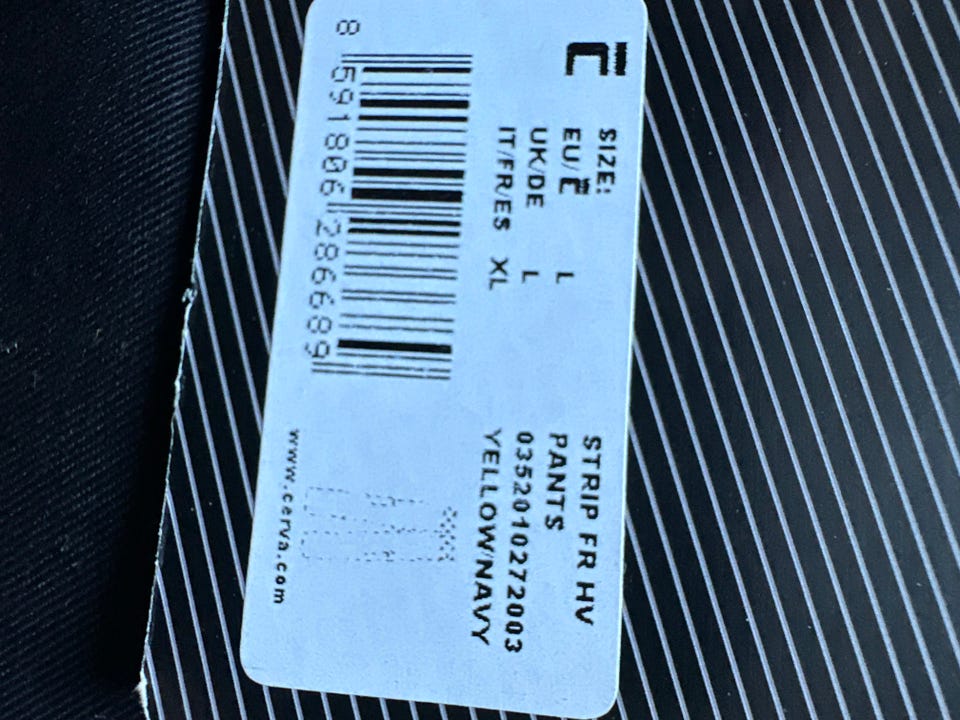 SIZE:
EU/ L
UK/DE L
IT/FR/ES XL
8 591806 286689
STRIP FR HV
PANTS
0352010272003
YELLOW/NAVY
www.cerva.com